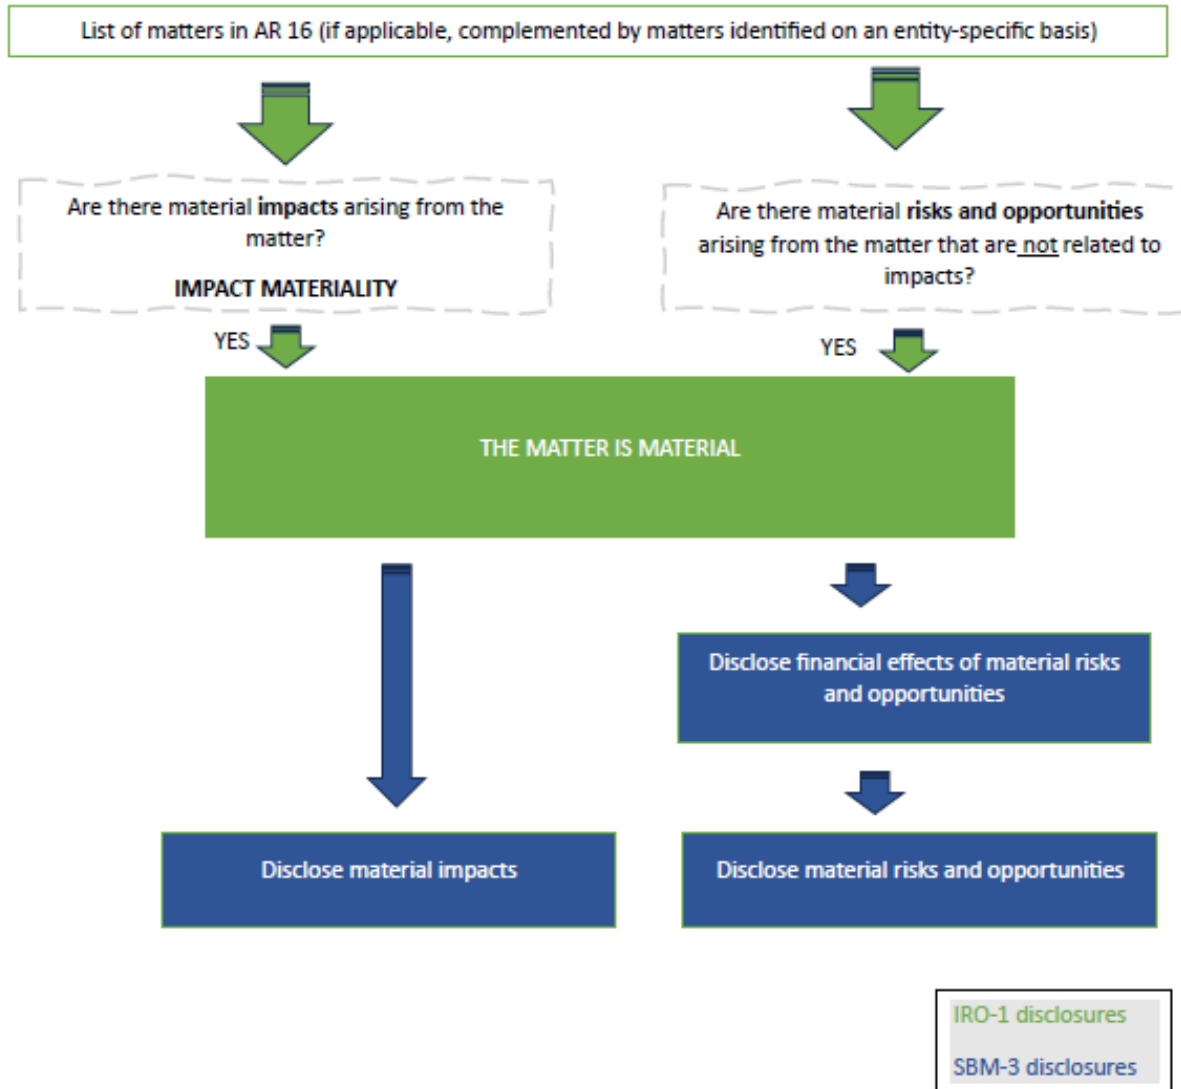 List of matters in AR 16 (if applicable, complemented by matters identified on an entity-specific basis)
Are there material impacts arising from the
matter?
IMPACT MATERIALITY
Are there material risks and opportunities
arising from the matter that are not related to
impacts?
YES
YES
THE MATTER IS MATERIAL
Disclose financial effects of material risks
and opportunities
Disclose material impacts
Disclose material risks and opportunities
IRO-1 disclosures
SBM-3 disclosures